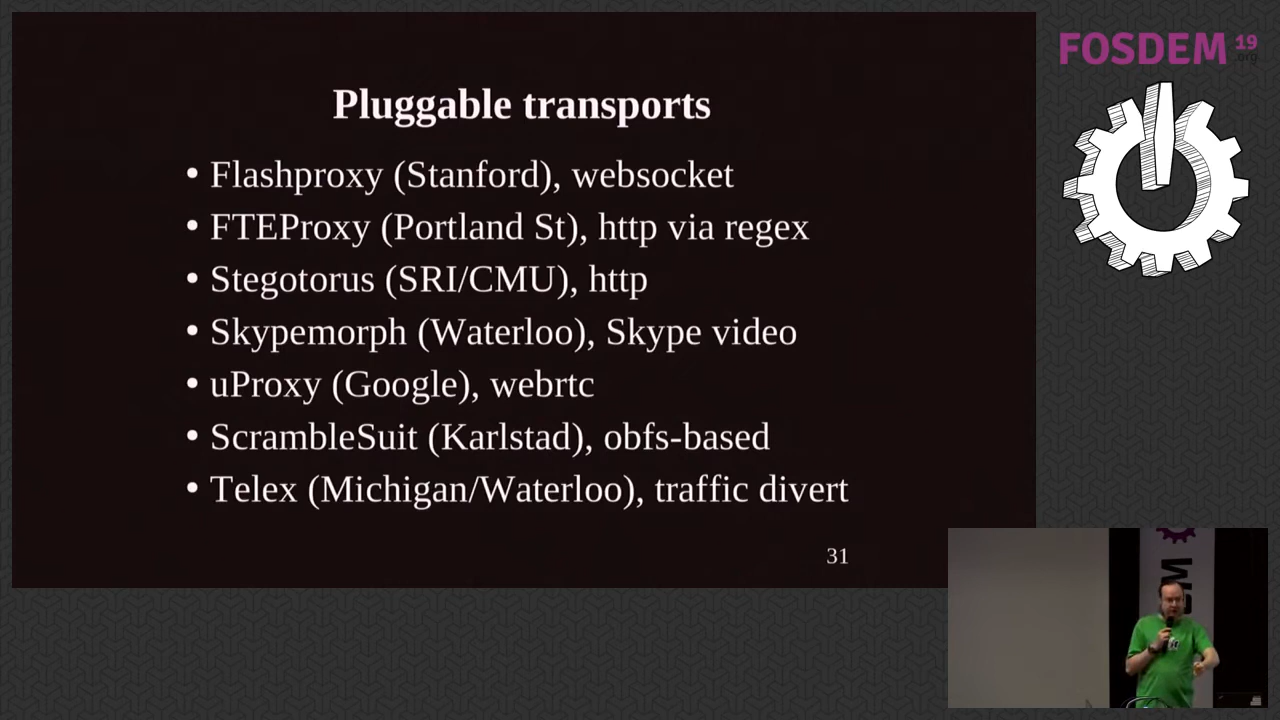 Pluggable transports
• Flashproxy (Stanford), websocket
• FTEProxy (Portland St), http via regex
• Stegotorus (SRI/CMU), http
• Skypemorph (Waterloo), Skype video
• uProxy (Google), webrtc
• ScrambleSuit (Karlstad), obfs-based
• Telex (Michigan/Waterloo), traffic divert
31
FOSDEM 19
.org